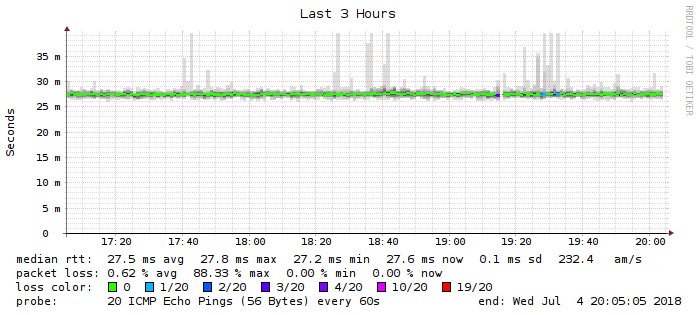 Last 3 Hours
RRDTOOL / TOBI OETIKER
Seconds
35 m
30 m
25 m
20 m
15 m
10 m
5 m
0
17:20 17:40 18:00 18:20 18:40 19:00 19:20 19:40 20:00
median rtt: 27.5 ms avg 27.8 ms max 27.2 ms min 27.6 ms now 0.1 ms sd 232.4 am/s
packet loss: 0.62 % avg 88.33 % max 0.00 % min 0.00 % now
loss color: 0 1/20 2/20 3/20 4/20 10/20 19/20
probe: 20 ICMP Echo Pings (56 Bytes) every 60s end: Wed Jul 4 20:05:05 2018